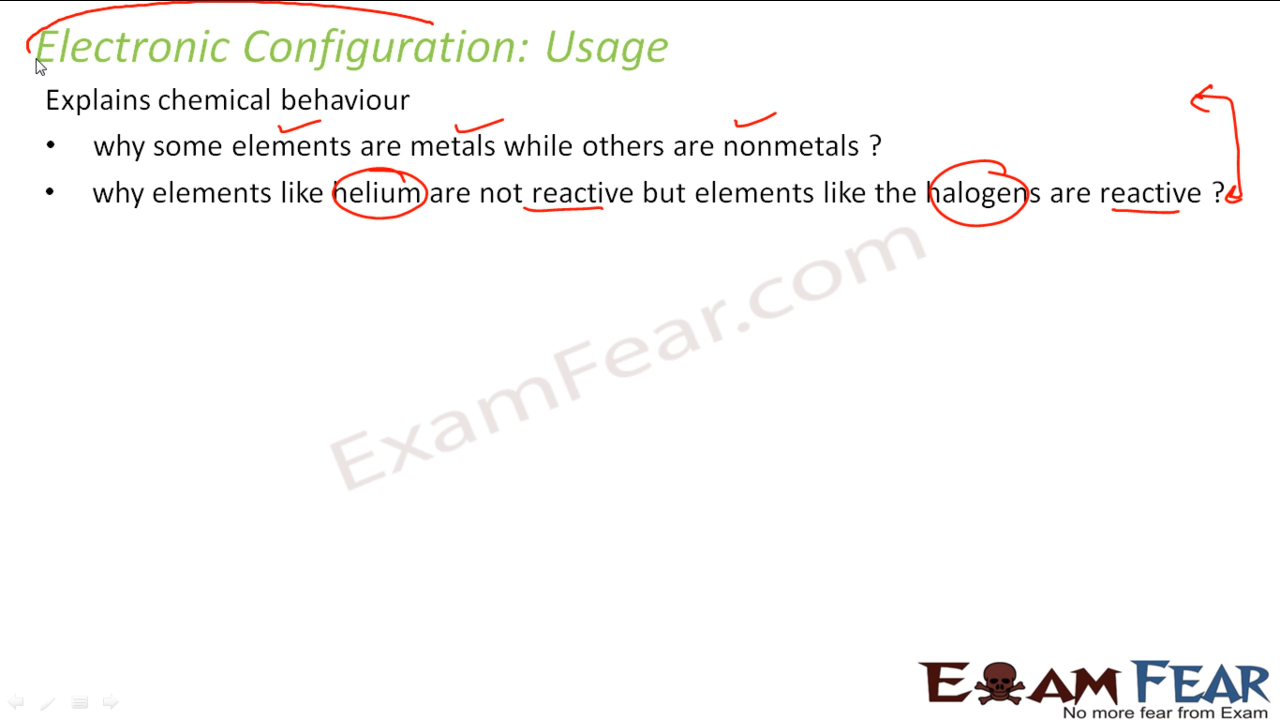 Electronic Configuration: Usage
Explains chemical behaviour
• why some elements are metals while others are nonmetals ?
• why elements like helium are not reactive but elements like the halogens are reactive ?
ExamFear.com
EXAM FEAR
No more fear from Exam